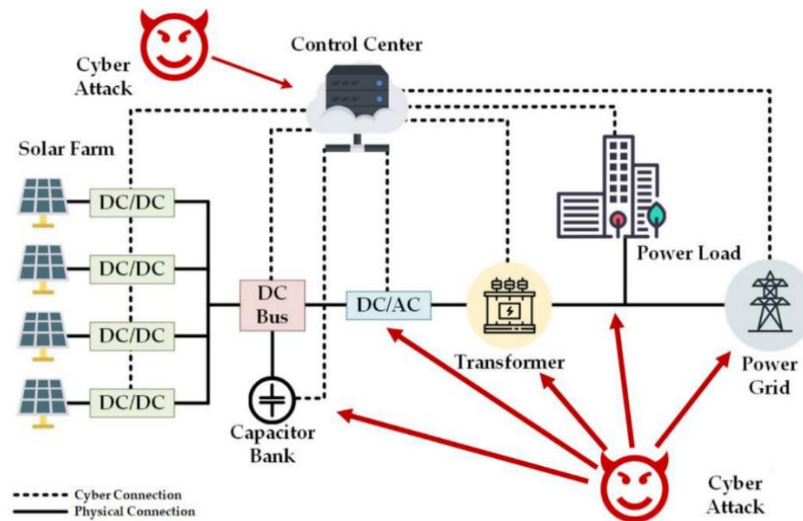 Control Center
Cyber
Attack
Solar Farm
DC/DC
DC/DC
DC/DC
DC/DC
DC
Bus
DC/AC
Power Load
Transformer
Power
Grid
Capacitor
Bank
Cyber
Attack
Cyber Connection
Physical Connection